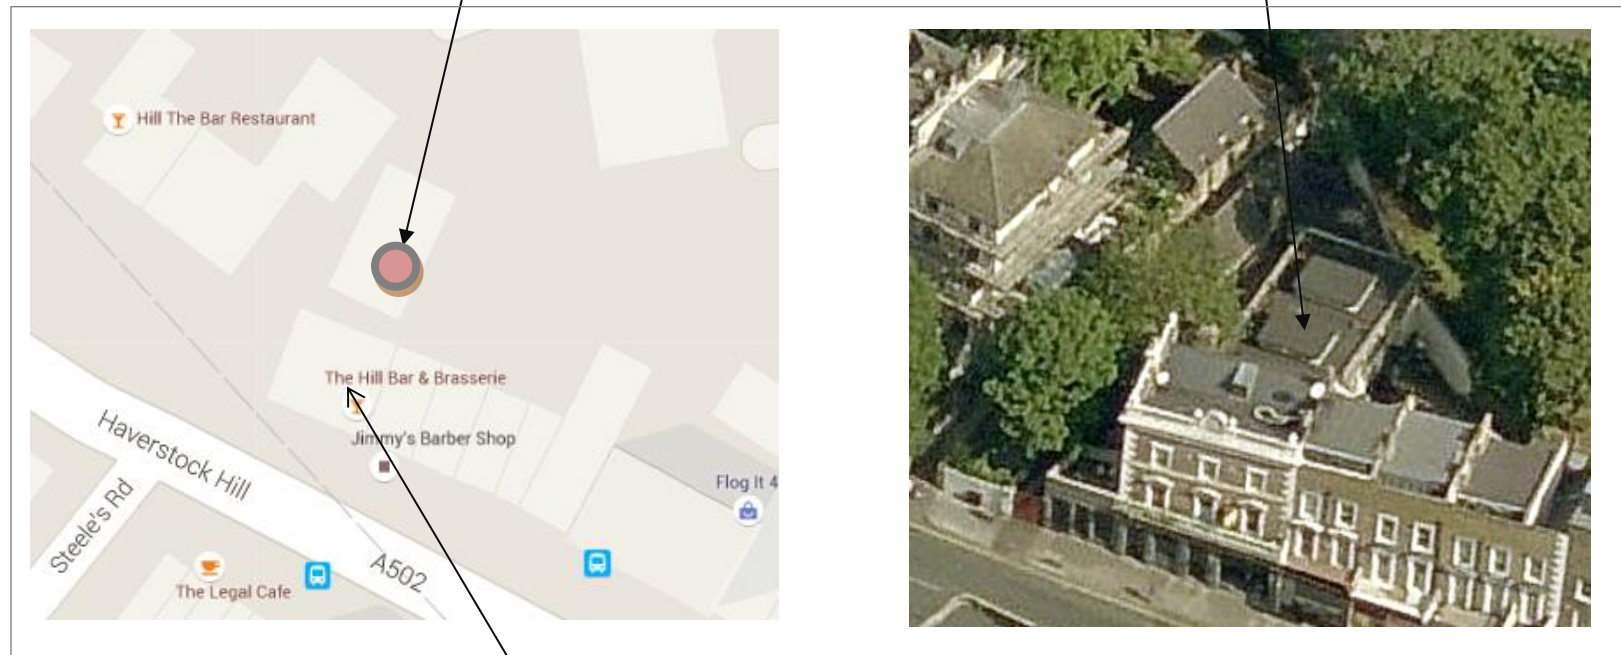 Hill The Bar Restaurant
The Hill Bar & Brasserie
Jimmy's Barber Shop
Haverstock Hill
Flog It 4
Steele's Rd
A502
The Legal Cafe